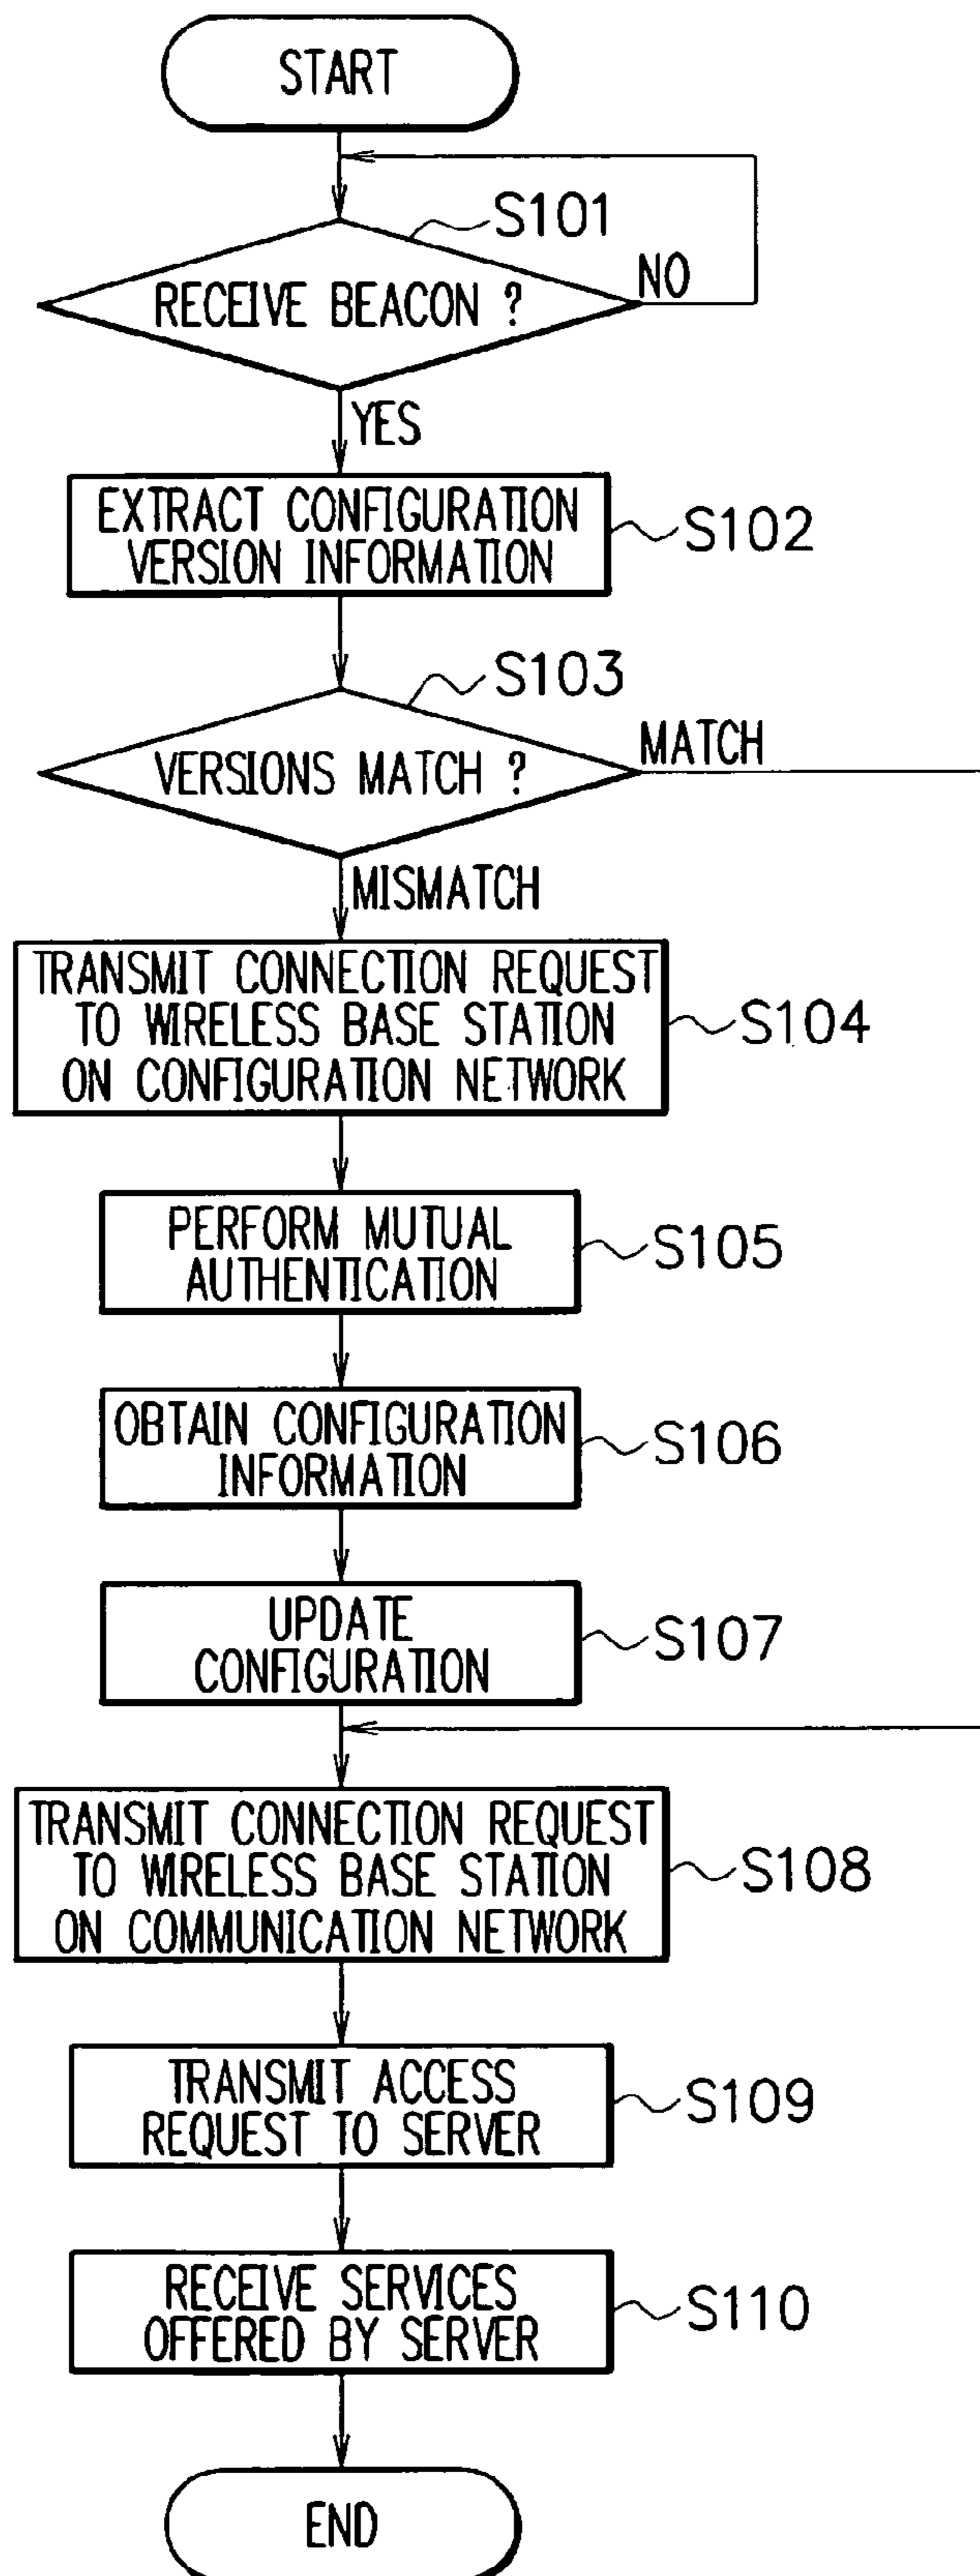 START
S101
RECEIVE BEACON ?
NO
YES
EXTRACT CONFIGURATION
VERSION INFORMATION
S102
S103
VERSIONS MATCH ?
MATCH
MISMATCH
TRANSMIT CONNECTION REQUEST
TO WIRELESS BASE STATION
ON CONFIGURATION NETWORK
S104
PERFORM MUTUAL
AUTHENTICATION
S105
OBTAIN CONFIGURATION
INFORMATION
S106
UPDATE
CONFIGURATION
S107
TRANSMIT CONNECTION REQUEST
TO WIRELESS BASE STATION
ON COMMUNICATION NETWORK
S108
TRANSMIT ACCESS
REQUEST TO SERVER
S109
RECEIVE SERVICES
OFFERED BY SERVER
S110
END